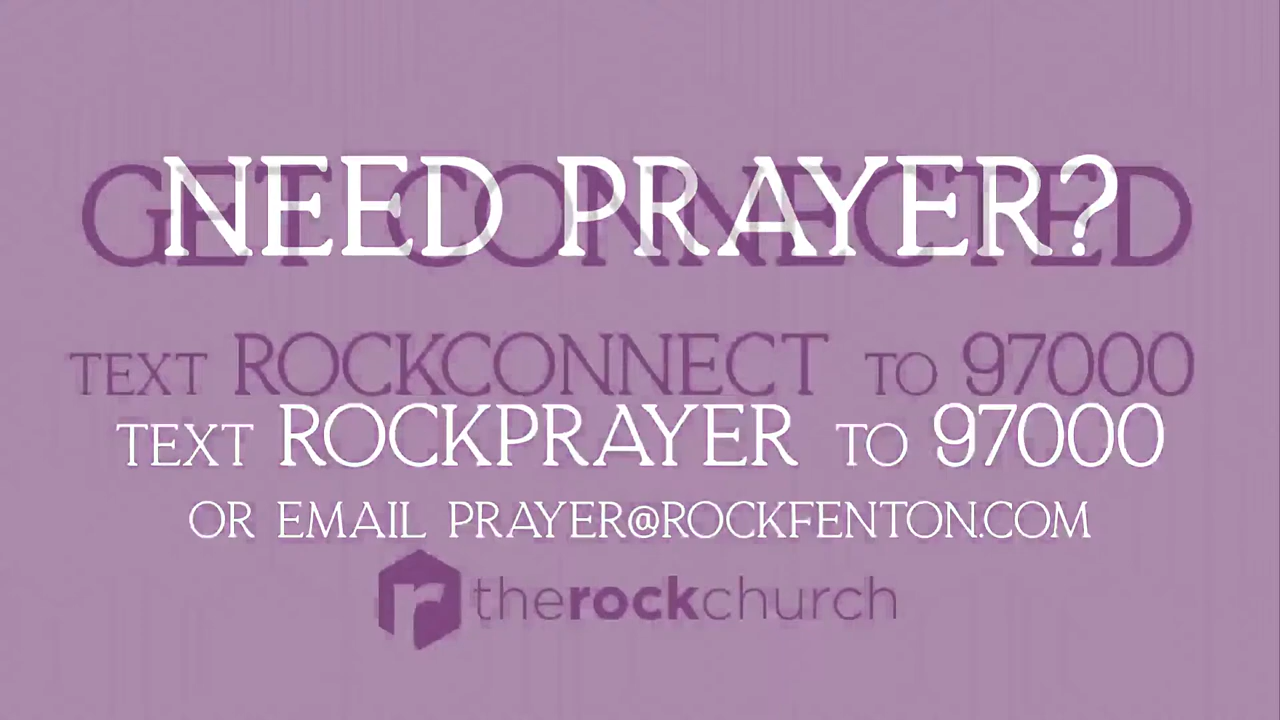 NEED PRAYER?
GET CONNECTED
TEXT ROCKCONNECT TO 97000
TEXT ROCKPRAYER TO 97000
OR EMAIL PRAYER@ROCKFENTON.COM
r therockchurch